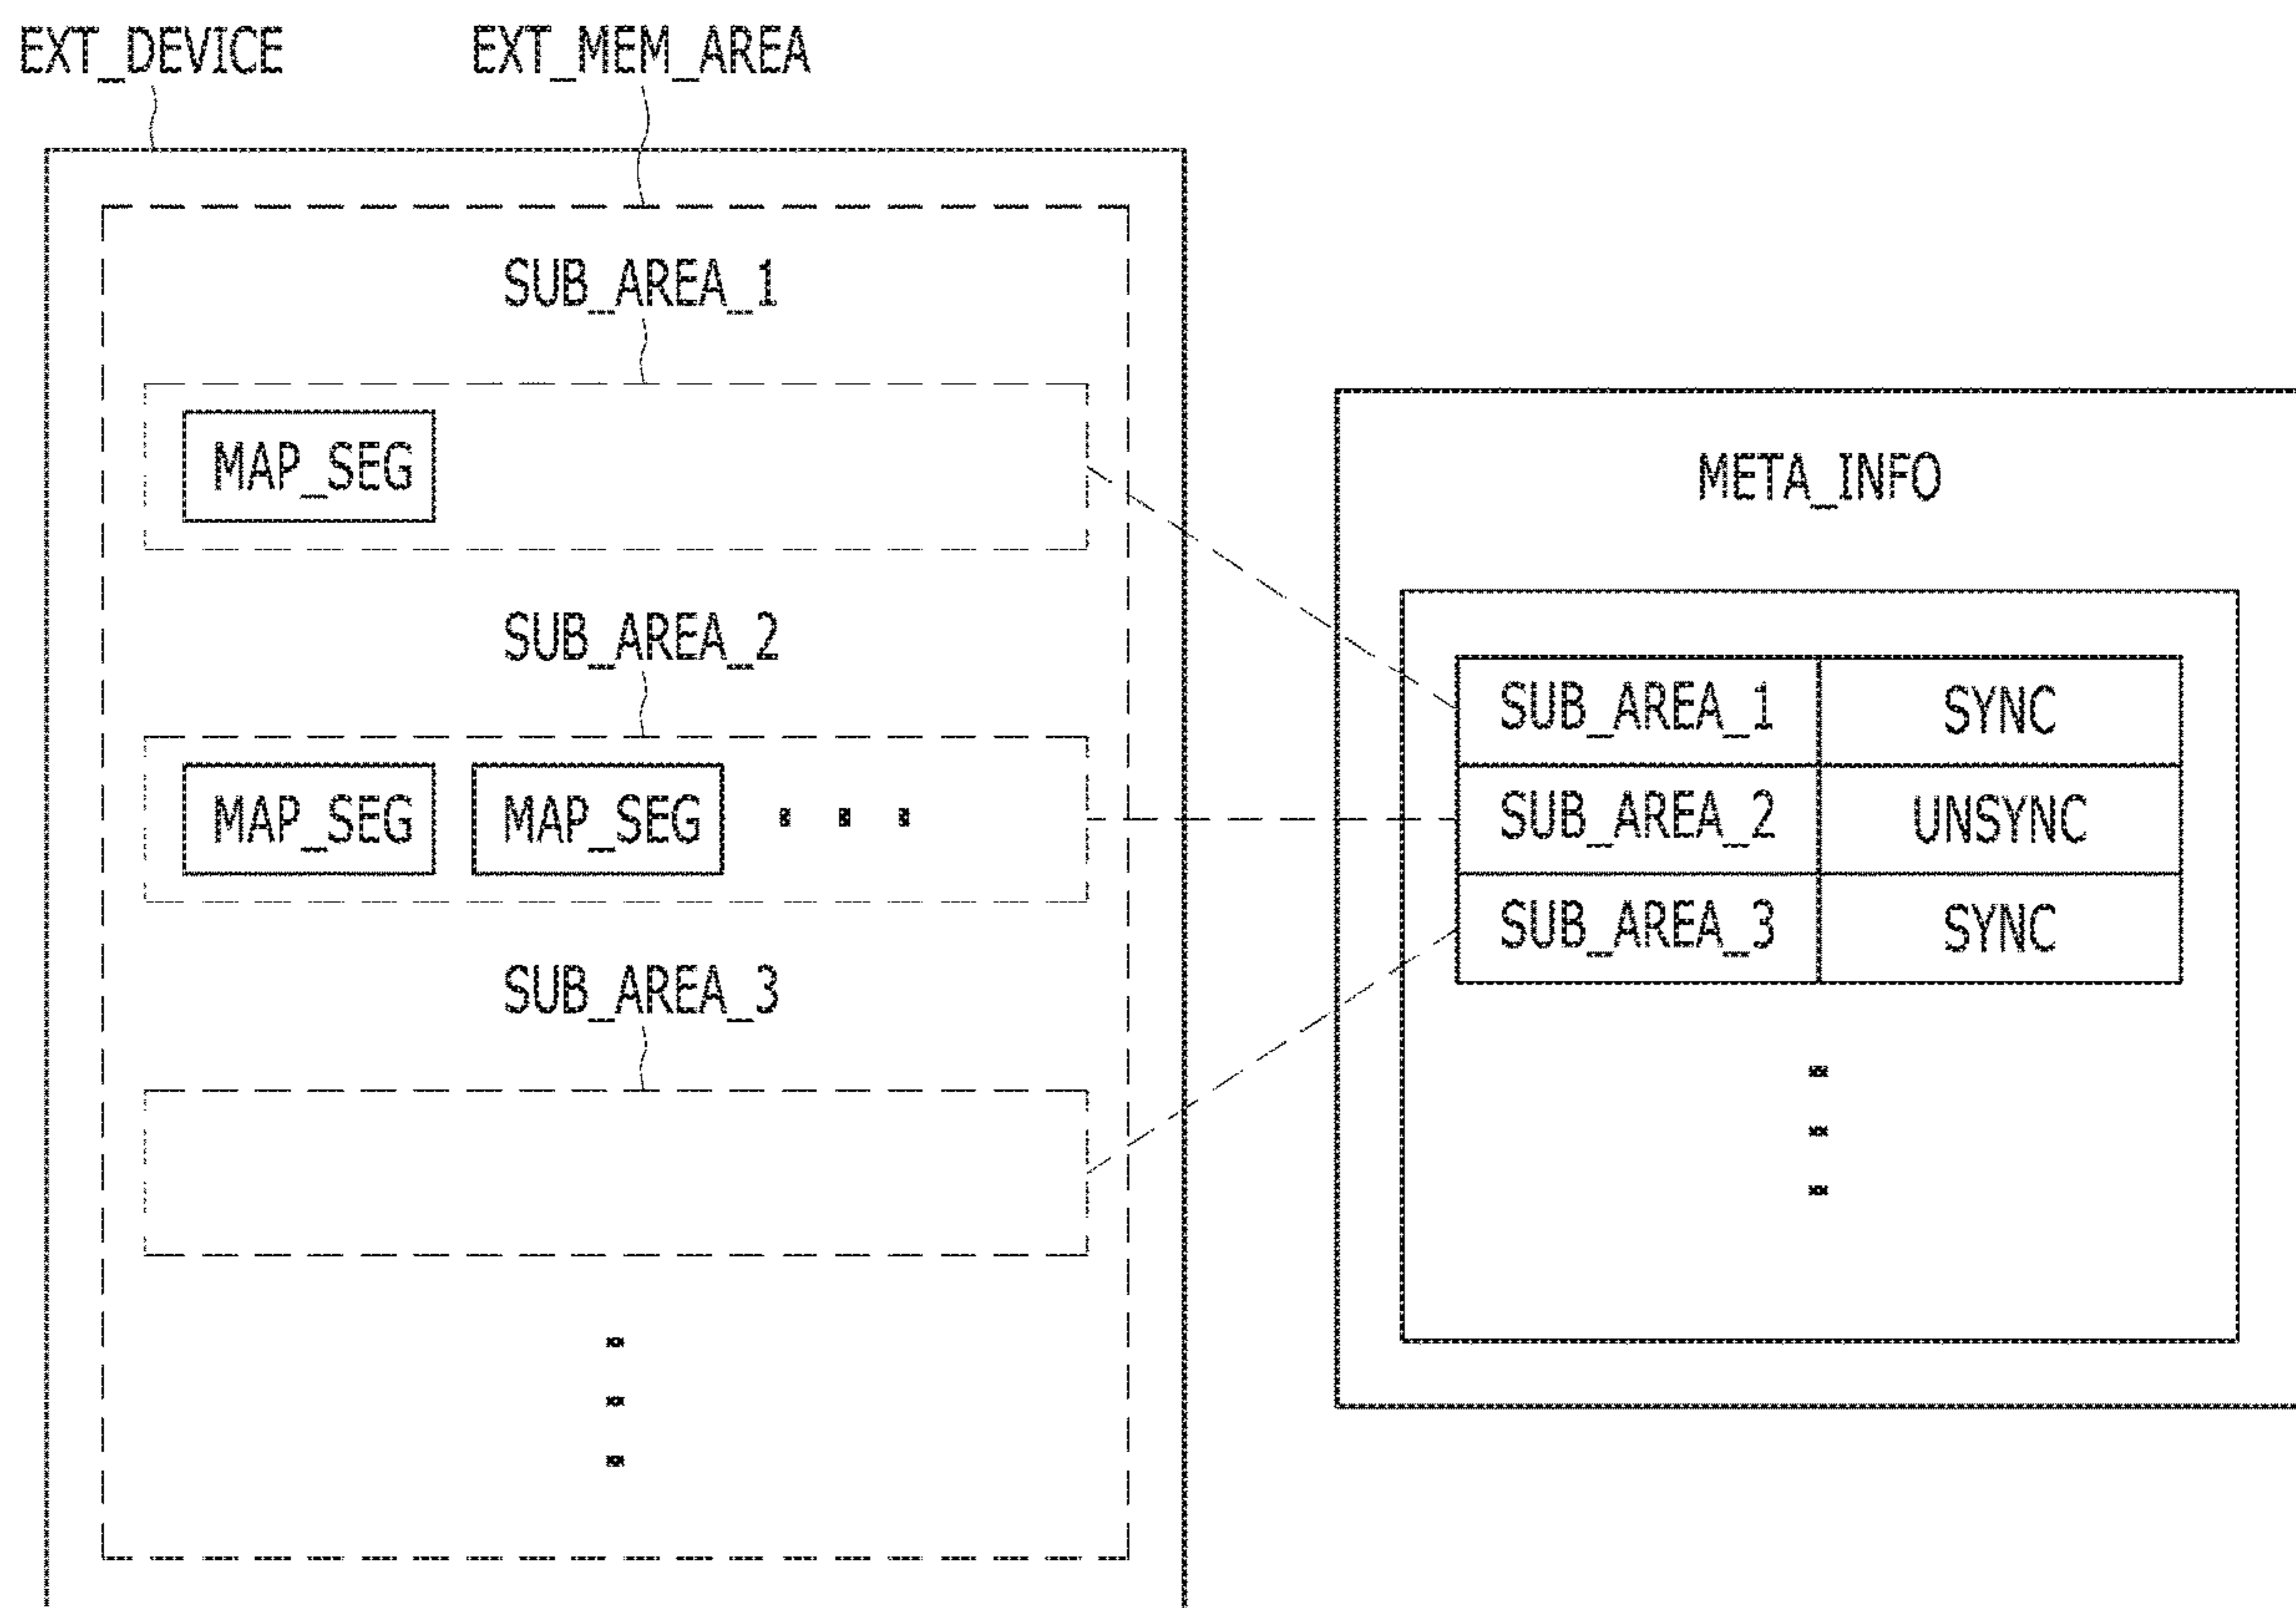 EXT_DEVICE
EXT_MEM_AREA
SUB_AREA_1
MAP_SEG
SUB_AREA_2
MAP_SEG MAP_SEG
SUB_AREA_3
META_INFO
SUB_AREA_1 SYNC
SUB_AREA_2 UNSYNC
SUB_AREA_3 SYNC